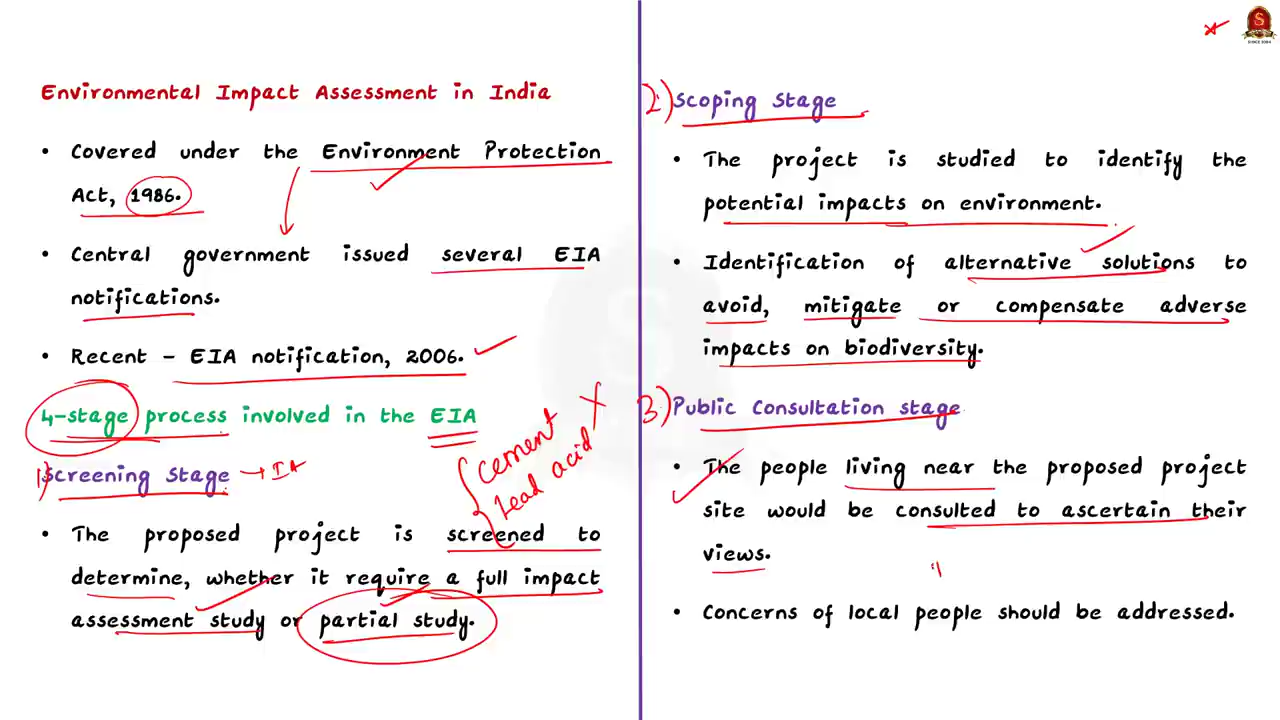 Environmental Impact Assessment in India
• Covered under the Environment Protection
Act, 1986.
• Central government issued several EIA
notifications.
• Recent - EIA notification, 2006.
4-stage process involved in the EIA
1) Screening Stage → IA
cement
Lead acid
• The proposed project is screened to
determine, whether it require a full impact
assessment study or partial study.
2) Scoping Stage
• The project is studied to identify the
potential impacts on environment.
• Identification of alternative solutions to
avoid, mitigate or compensate adverse
impacts on biodiversity.
3) Public Consultation stage
• The people living near the proposed project
site would be consulted to ascertain their
views.
• Concerns of local people should be addressed.
S
SINCE 2004